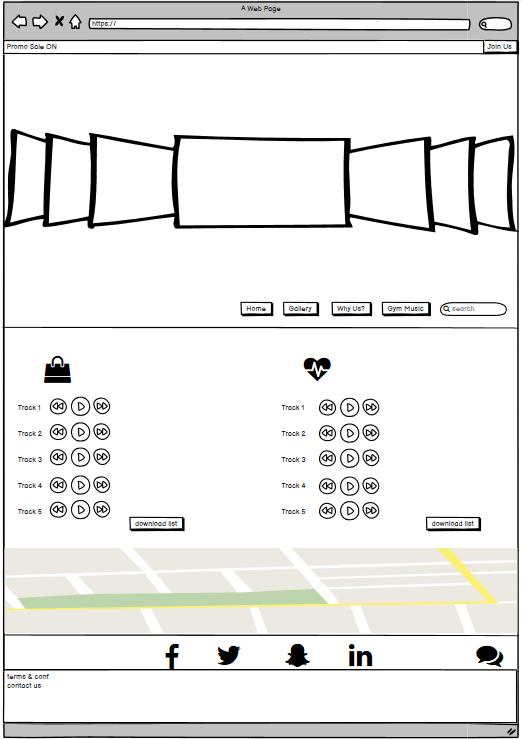 A Web Page
https://
Promo Sale ON
Join Us
Home
Gallery
Why Us?
Gym Music
search
Track 1
Track 1
Track 2
Track 2
Track 3
Track 3
Track 4
Track 4
Track 5
Track 5
download list
download list
in
terms & conf
contact us